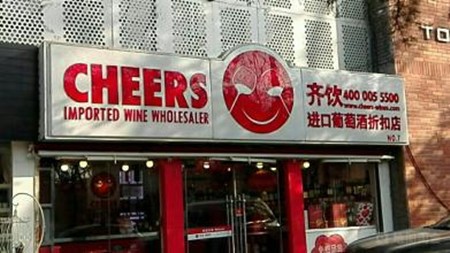 CHEERS
IMPORTED WINE WHOLESALER
齐饮 400 005 5500
www.cheers-wines.com
进口葡萄酒折扣店
NO.7
TO